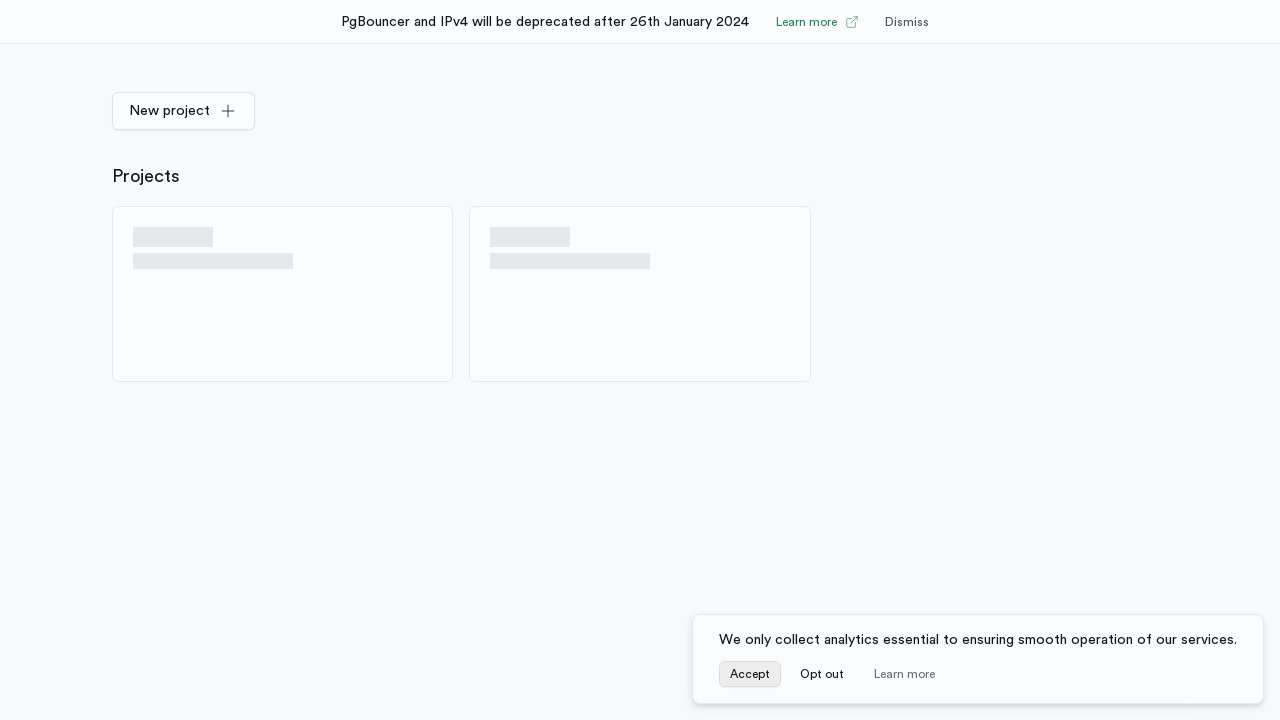 PgBouncer and IPv4 will be deprecated after 26th January 2024 Learn more Dismiss
New project
Projects
We only collect analytics essential to ensuring smooth operation of our services.
Accept Opt out Learn more